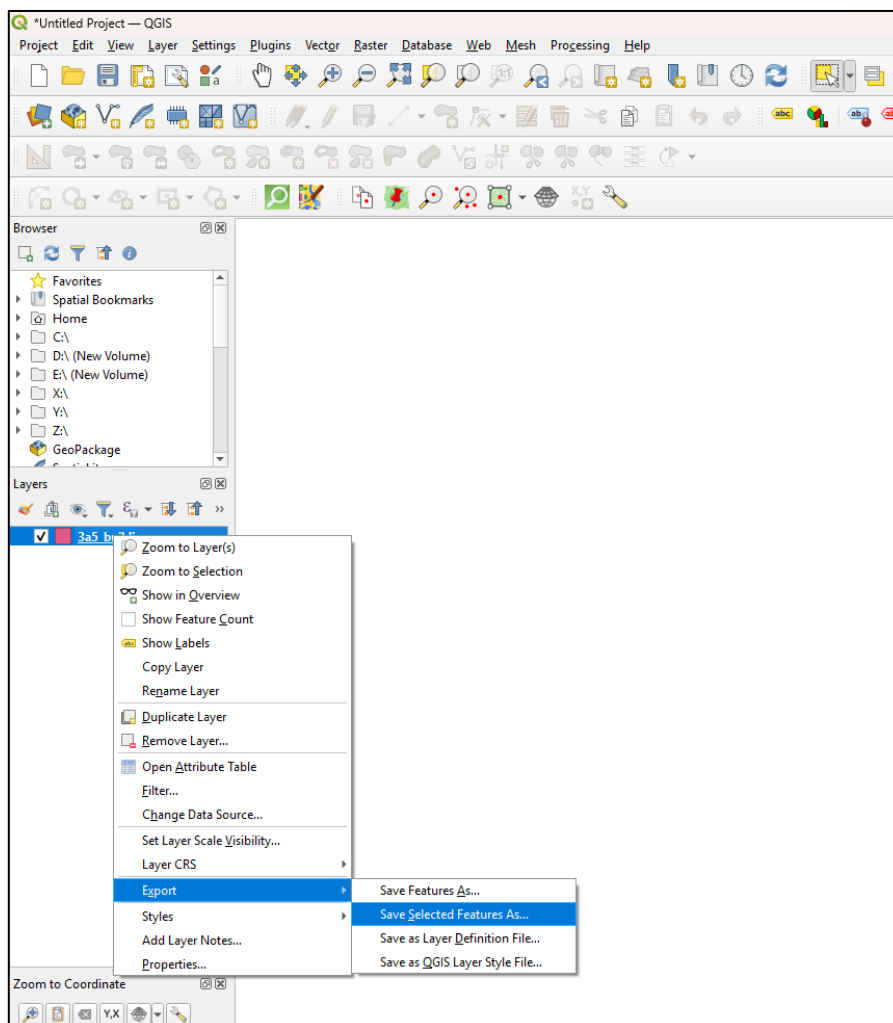 *Untitled Project — QGIS
Project Edit View Layer Settings Plugins Vector Raster Database Web Mesh Processing Help
abc
Browser
Favorites
Spatial Bookmarks
Home
C:\
D:\ (New Volume)
E:\ (New Volume)
X:\
Y:\
Z:\
GeoPackage
Layers
3a5
Zoom to Layer(s)
Zoom to Selection
Show in Overview
Show Feature Count
Show Labels
Copy Layer
Rename Layer
Duplicate Layer
Remove Layer...
Open Attribute Table
Filter...
Change Data Source...
Set Layer Scale Visibility...
Layer CRS
Export
Save Features As...
Save Selected Features As...
Save as Layer Definition File...
Save as QGIS Layer Style File...
Styles
Add Layer Notes...
Properties...
Zoom to Coordinate
Y,X